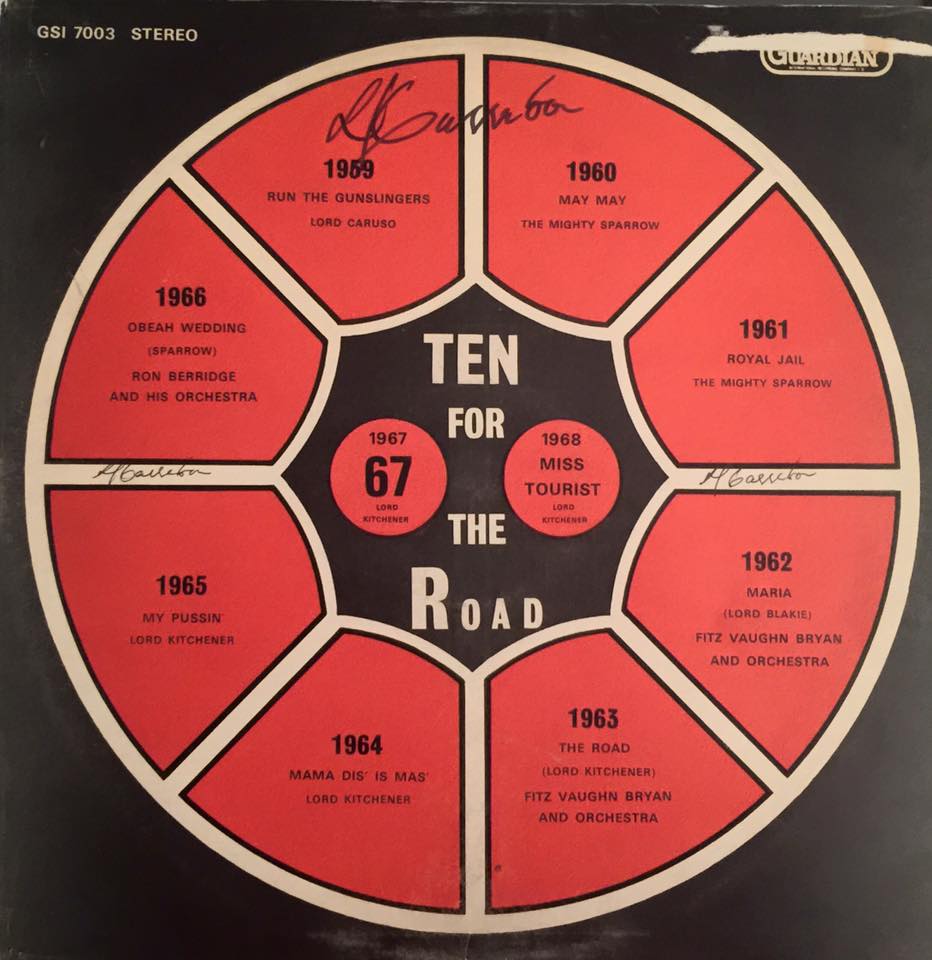 GSI 7003 STEREO
GUARDIAN
1959
RUN THE GUNSLINGERS
LORD CARUSO
1960
MAY MAY
THE MIGHTY SPARROW
1961
ROYAL JAIL
THE MIGHTY SPARROW
1962
MARIA
(LORD BLAKIE)
FITZ VAUGHN BRYAN
AND ORCHESTRA
1963
THE ROAD
(LORD KITCHENER)
FITZ VAUGHN BRYAN
AND ORCHESTRA
1964
MAMA DIS' IS MAS'
LORD KITCHENER
1965
MY PUSSIN'
LORD KITCHENER
1966
OBEAH WEDDING
(SPARROW)
RON BERRIDGE
AND HIS ORCHESTRA
TEN
FOR
THE
ROAD
1967
67
LORD
KITCHENER
1968
MISS
TOURIST
LORD
KITCHENER